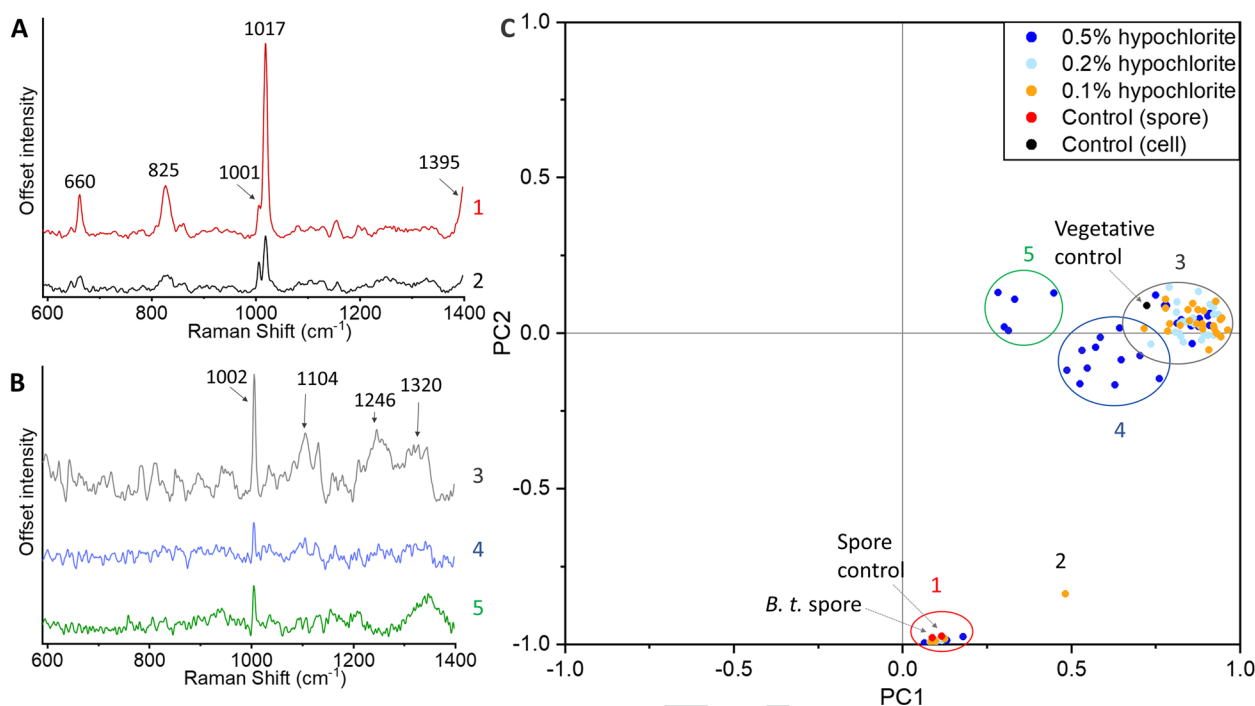 A
1017
660
825
1001
1395
1
2
Offset intensity
600
800
1000
1200
1400
Raman Shift (cm⁻¹)
B
1002
1104
1246
1320
3
4
5
Offset intensity
600
800
1000
1200
1400
Raman Shift (cm⁻¹)
C
1.0
0.5
0.0
-0.5
-1.0
PC2
0.5% hypochlorite
0.2% hypochlorite
0.1% hypochlorite
Control (spore)
Control (cell)
Vegetative
control
5
3
4
Spore
control
1
2
B. t. spore
-1.0
-0.5
0.0
0.5
1.0
PC1